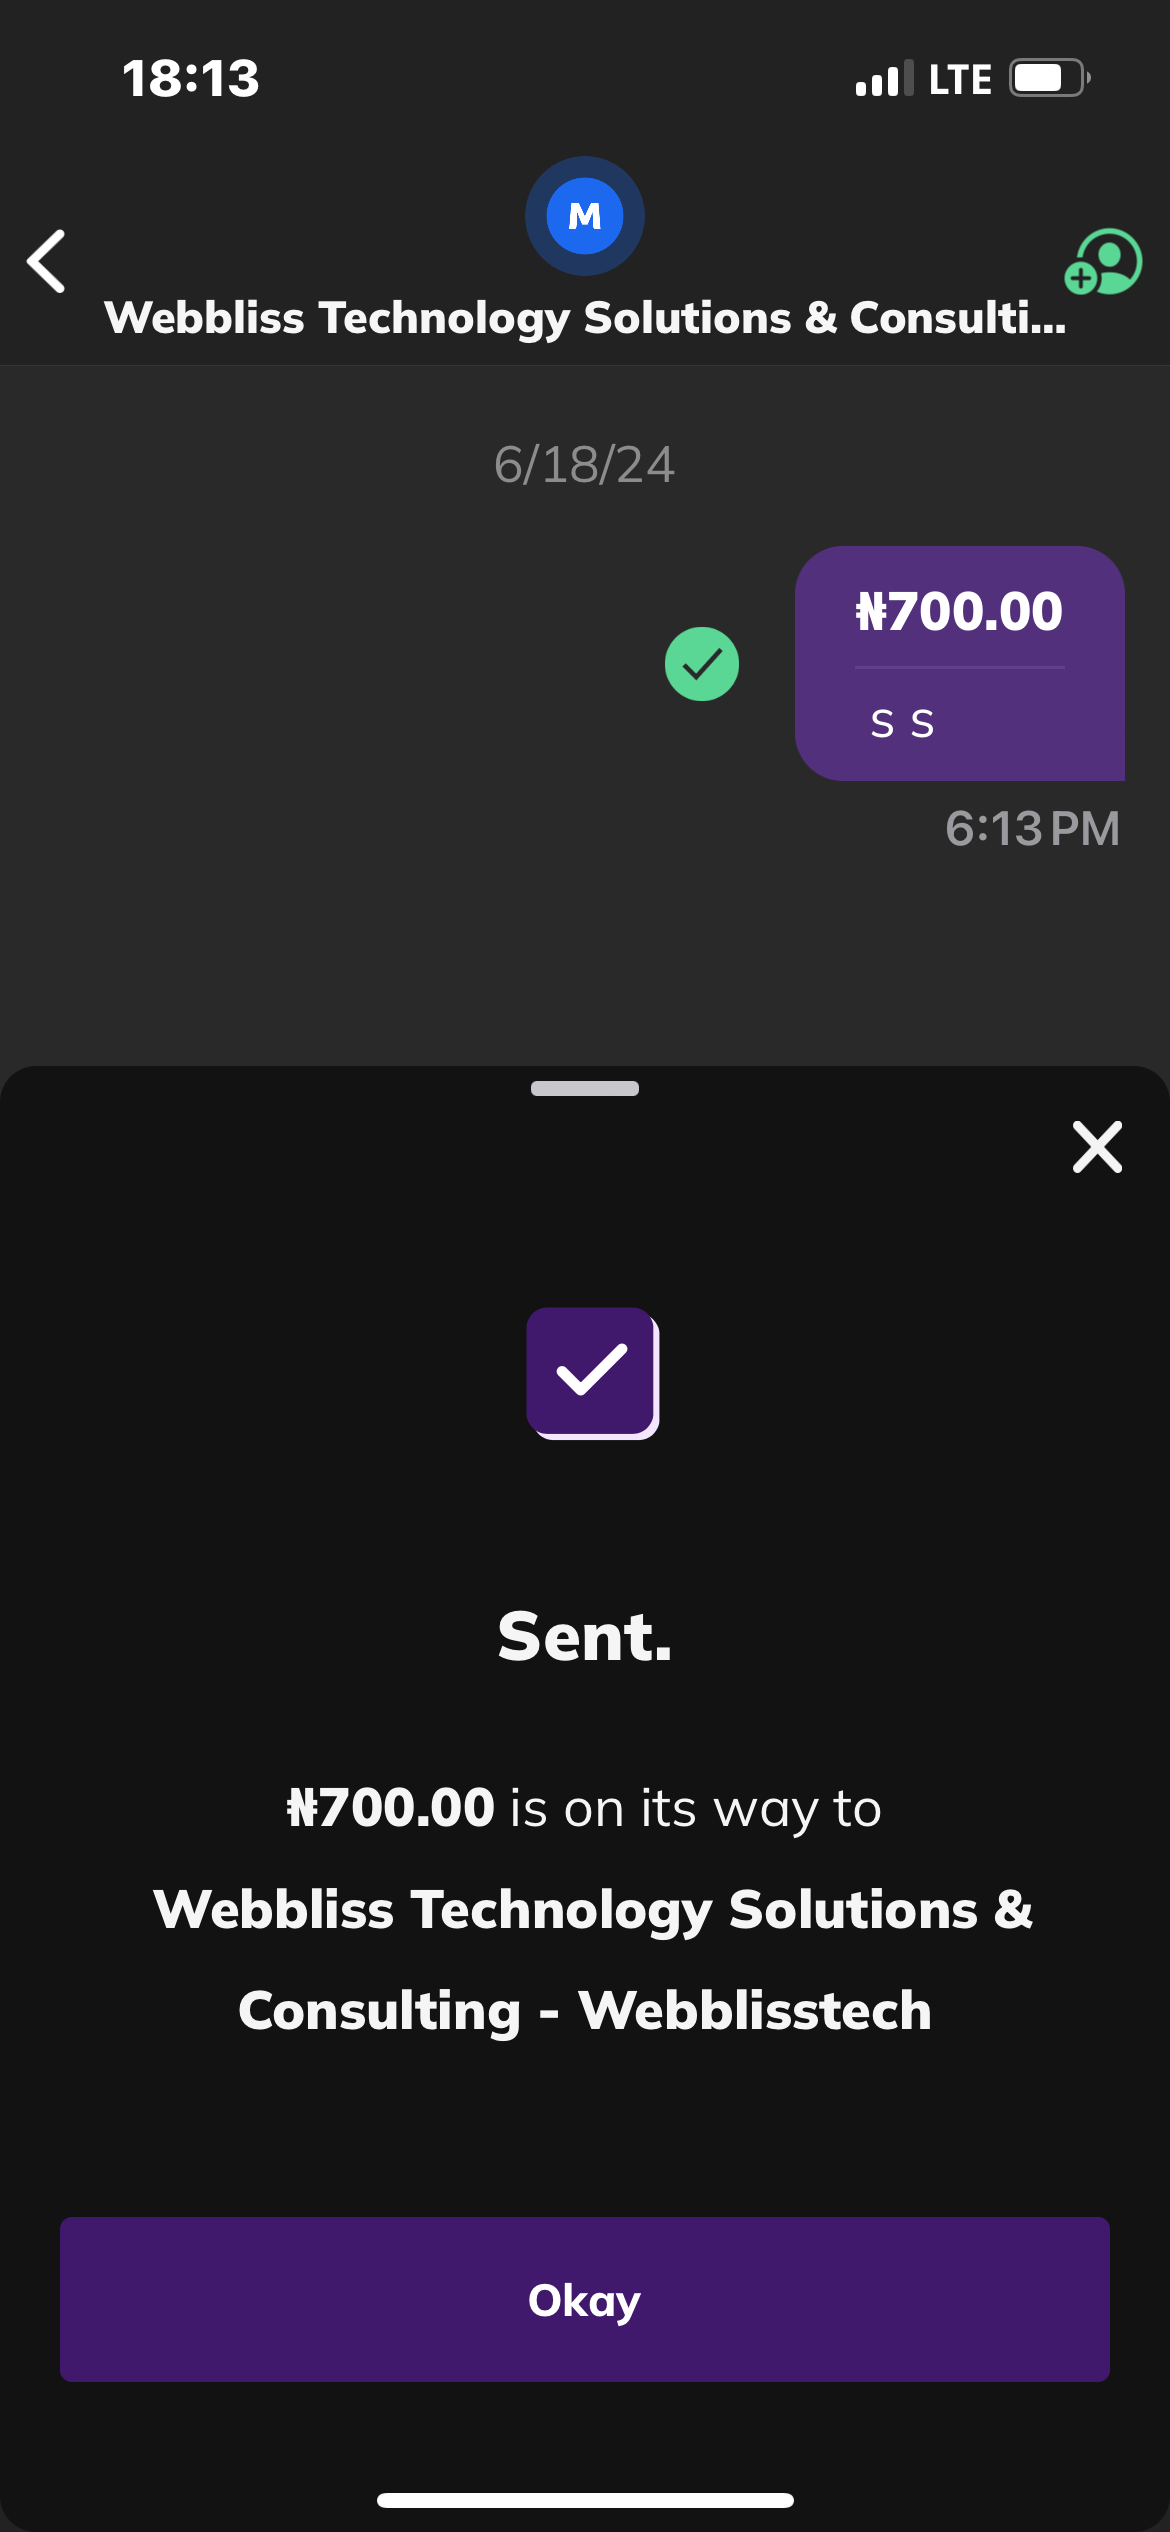 18:13
LTE
M
Webbliss Technology Solutions & Consulti...
6/18/24
₦700.00
S S
6:13 PM
Sent.
₦700.00 is on its way to
Webbliss Technology Solutions &
Consulting - Webblisstech
Okay